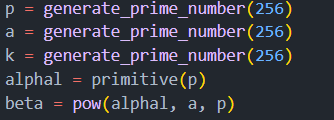 p = generate_prime_number(256)
a = generate_prime_number(256)
k = generate_prime_number(256)
alphal = primitive(p)
beta = pow(alphal, a, p)